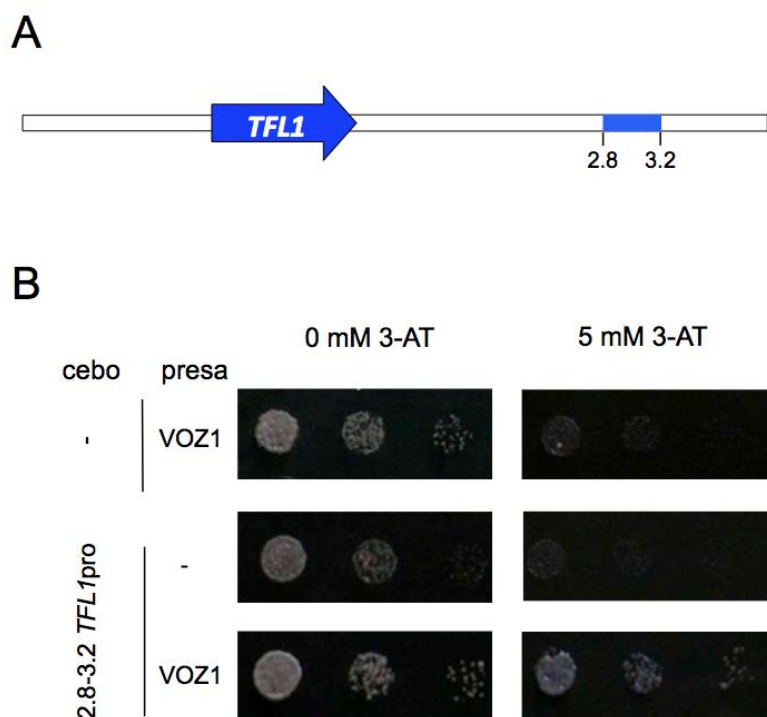 A
TFL1
2.8 3.2
B
0 mM 3-AT 5 mM 3-AT
cebo presa
- VOZ1
2.8-3.2 TFL1pro
-
VOZ1